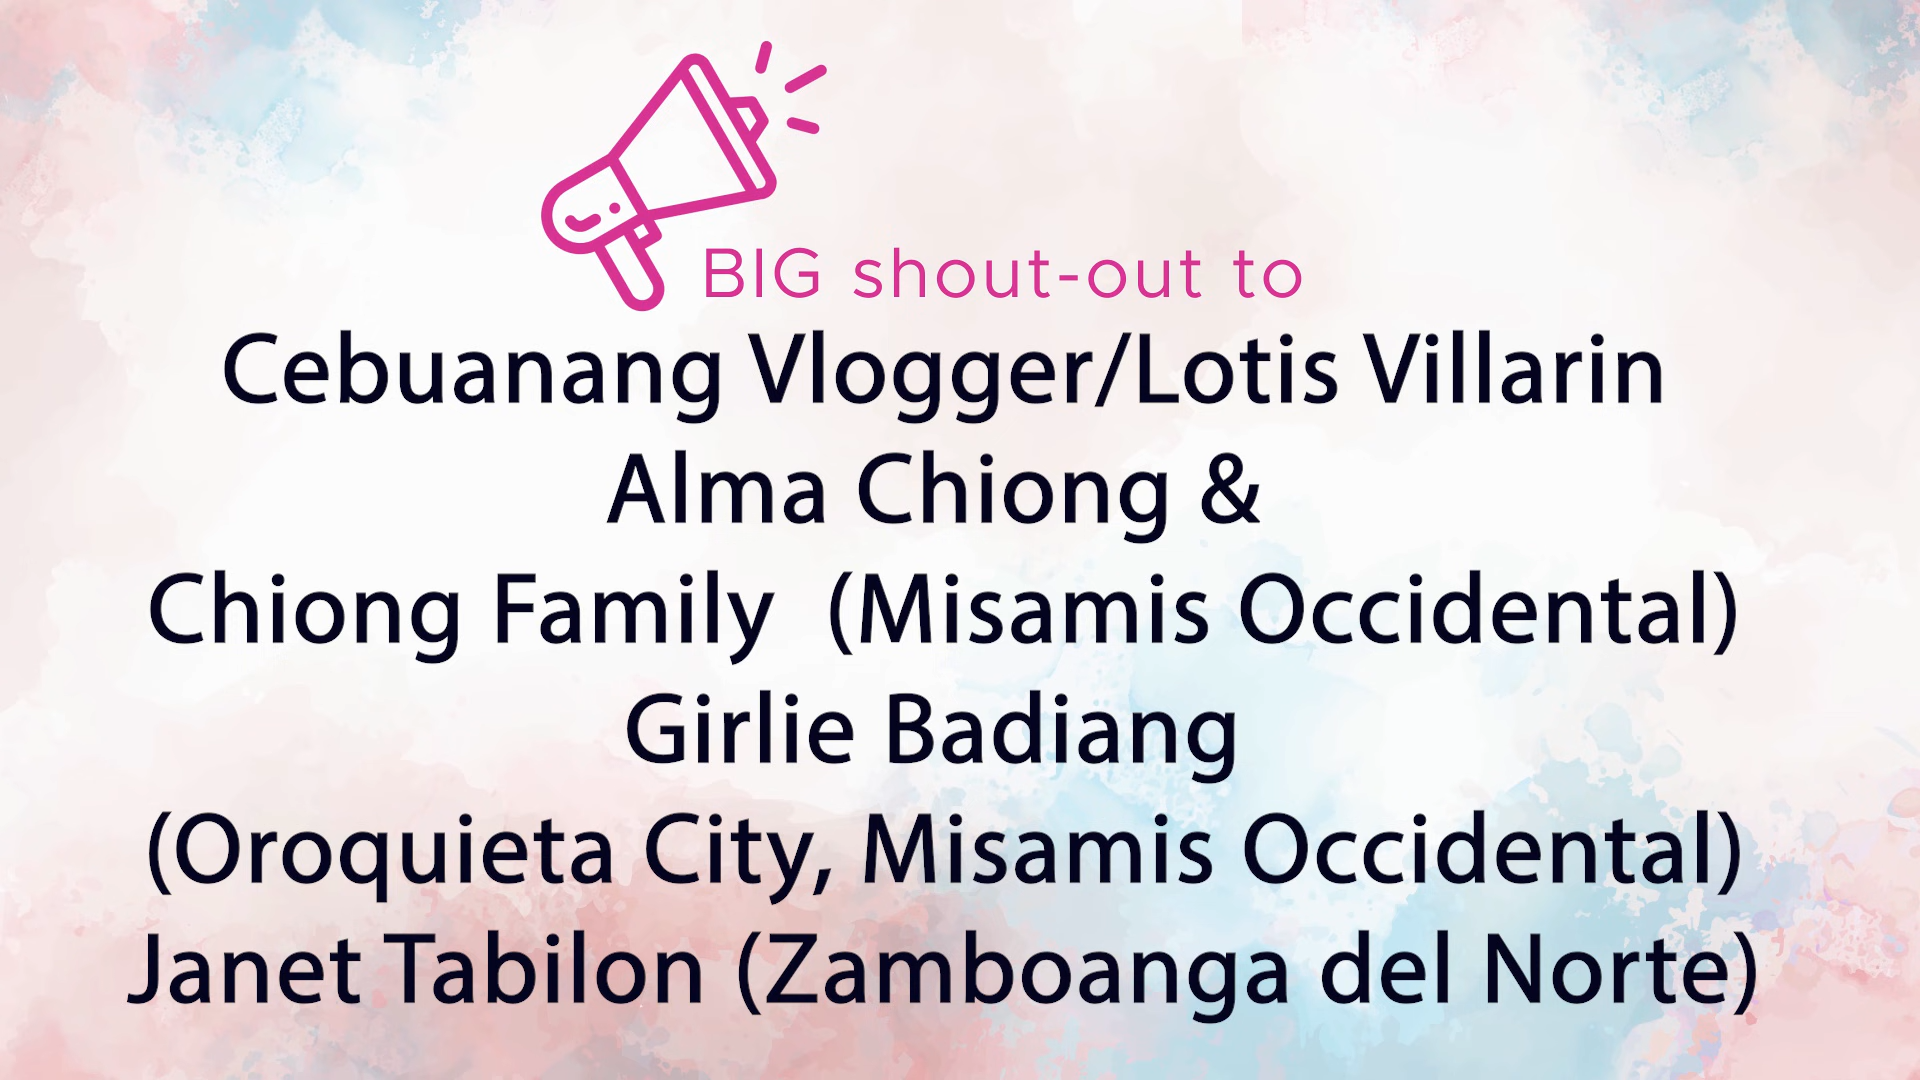 BIG shout-out to
Cebuanang Vlogger/Lotis Villarin
Alma Chiong &
Chiong Family  (Misamis Occidental)
Girlie Badiang
(Oroquieta City, Misamis Occidental)
Janet Tabilon (Zamboanga del Norte)